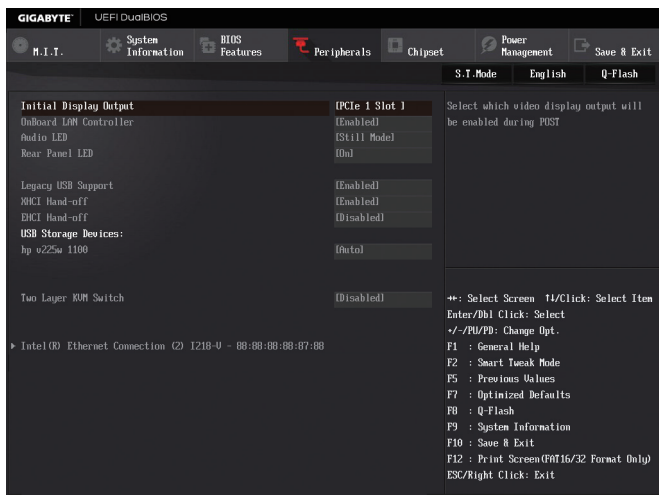 GIGABYTE™ UEFI DualBIOS
M.I.T.
System Information
BIOS Features
Peripherals
Chipset
Power Management
Save & Exit
S.T.Mode English Q-Flash
Initial Display Output [PCIe 1 Slot ]
OnBoard LAN Controller [Enabled]
Audio LED [Still Mode]
Rear Panel LED [On]
Legacy USB Support [Enabled]
XHCI Hand-off [Enabled]
EHCI Hand-off [Disabled]
USB Storage Devices:
hp v225w 1100 [Auto]
Two Layer KVM Switch [Disabled]
Intel(R) Ethernet Connection (2) I218-V - 88:88:88:88:87:88
Select which video display output will
be enabled during POST
→←: Select Screen ↑↓/Click: Select Item
Enter/Dbl Click: Select
+/-/PU/PD: Change Opt.
F1 : General Help
F2 : Smart Tweak Mode
F5 : Previous Values
F7 : Optimized Defaults
F8 : Q-Flash
F9 : System Information
F10 : Save & Exit
F12 : Print Screen(FAT16/32 Format Only)
ESC/Right Click: Exit